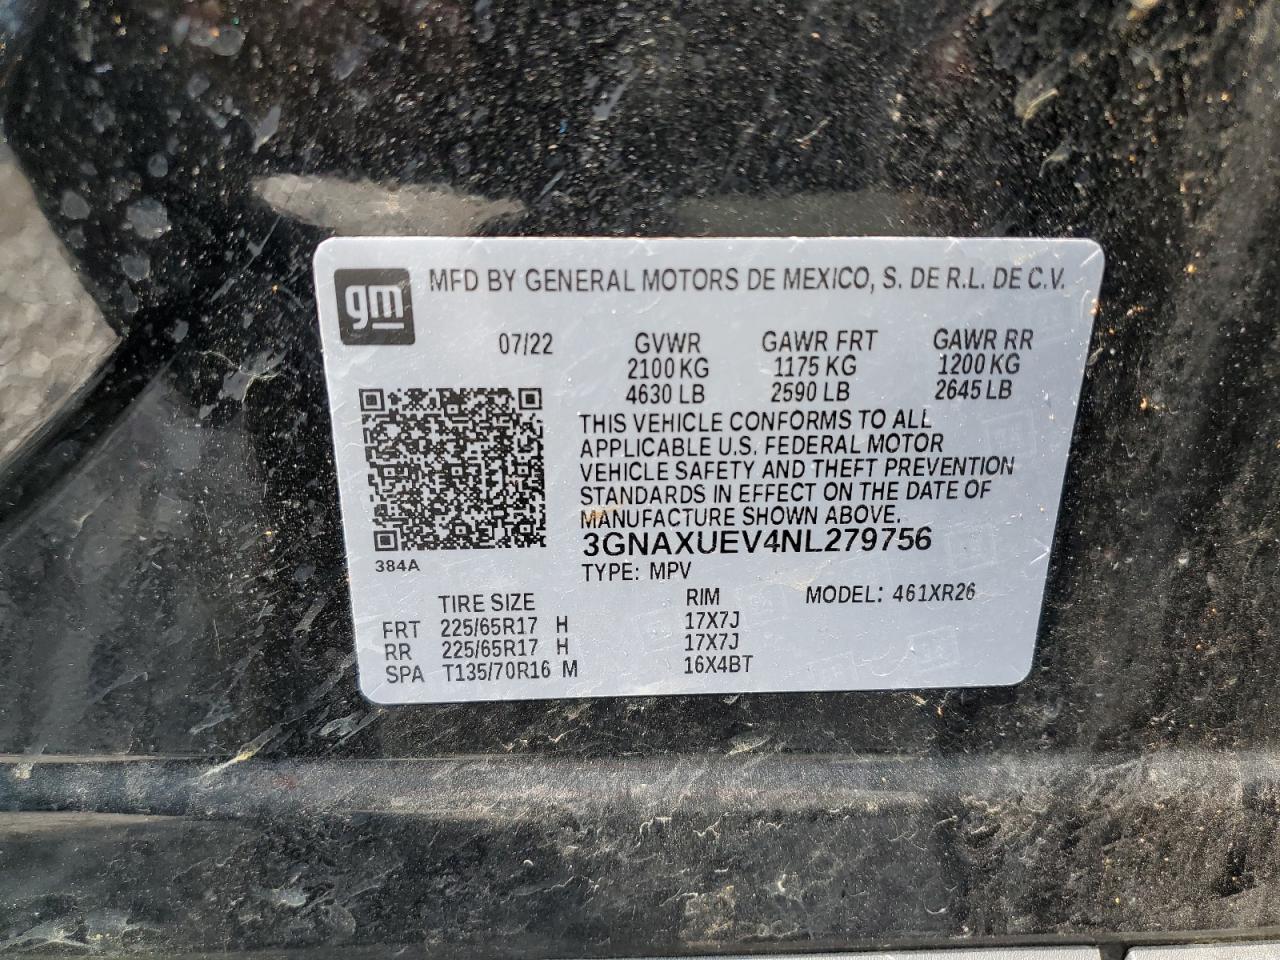 gm
MFD BY GENERAL MOTORS DE MEXICO, S. DE R.L. DE C.V.
07/22 GVWR GAWR FRT GAWR RR
2100 KG 1175 KG 1200 KG
4630 LB 2590 LB 2645 LB
THIS VEHICLE CONFORMS TO ALL
APPLICABLE U.S. FEDERAL MOTOR
VEHICLE SAFETY AND THEFT PREVENTION
STANDARDS IN EFFECT ON THE DATE OF
MANUFACTURE SHOWN ABOVE.
3GNAXUEV4NL279756
384A TYPE: MPV
TIRE SIZE RIM MODEL: 461XR26
FRT 225/65R17 H 17X7J
RR 225/65R17 H 17X7J
SPA T135/70R16 M 16X4BT